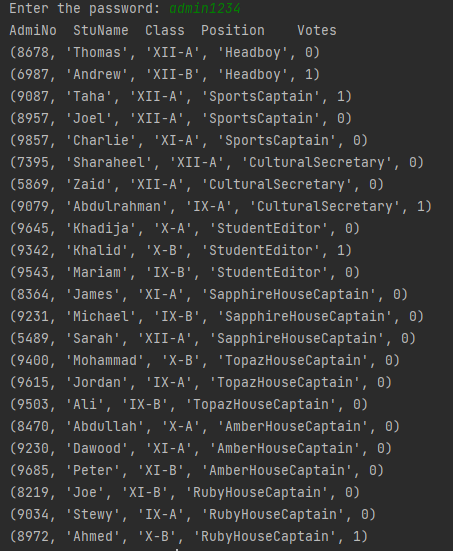 Enter the password: admin1234
AdmiNo  StuName  Class  Position    Votes
(8678, 'Thomas', 'XII-A', 'Headboy', 0)
(6987, 'Andrew', 'XII-B', 'Headboy', 1)
(9087, 'Taha', 'XII-A', 'SportsCaptain', 1)
(8957, 'Joel', 'XII-A', 'SportsCaptain', 0)
(9857, 'Charlie', 'XI-A', 'SportsCaptain', 0)
(7395, 'Sharaheel', 'XII-A', 'CulturalSecretary', 0)
(5869, 'Zaid', 'XII-A', 'CulturalSecretary', 0)
(9079, 'Abdulrahman', 'IX-A', 'CulturalSecretary', 1)
(9645, 'Khadija', 'X-A', 'StudentEditor', 0)
(9342, 'Khalid', 'X-B', 'StudentEditor', 1)
(9543, 'Mariam', 'IX-B', 'StudentEditor', 0)
(8364, 'James', 'XI-A', 'SapphireHouseCaptain', 0)
(9231, 'Michael', 'IX-B', 'SapphireHouseCaptain', 0)
(5489, 'Sarah', 'XII-A', 'SapphireHouseCaptain', 0)
(9400, 'Mohammad', 'X-B', 'TopazHouseCaptain', 0)
(9615, 'Jordan', 'IX-A', 'TopazHouseCaptain', 0)
(9503, 'Ali', 'IX-B', 'TopazHouseCaptain', 0)
(8470, 'Abdullah', 'X-A', 'AmberHouseCaptain', 0)
(9230, 'Dawood', 'XI-A', 'AmberHouseCaptain', 0)
(9685, 'Peter', 'XI-B', 'AmberHouseCaptain', 0)
(8219, 'Joe', 'XI-B', 'RubyHouseCaptain', 0)
(9034, 'Stewy', 'IX-A', 'RubyHouseCaptain', 0)
(8972, 'Ahmed', 'X-B', 'RubyHouseCaptain', 1)